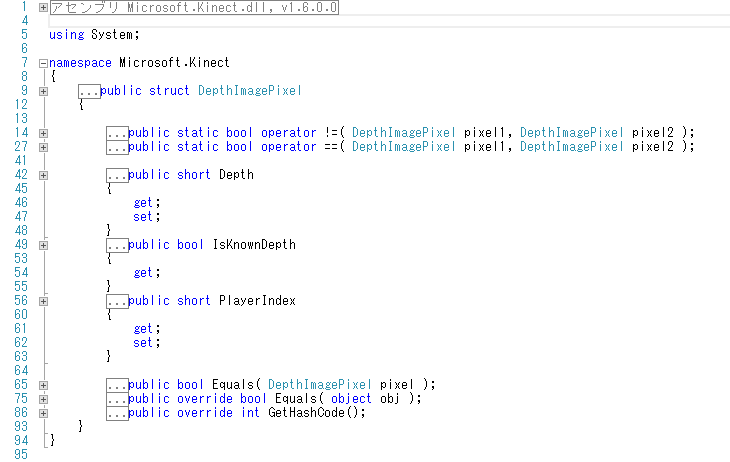 1 アセンブリ Microsoft.Kinect.dll, v1.6.0.0
4
5 using System;
6
7 namespace Microsoft.Kinect
8 {
9 ...public struct DepthImagePixel
12 {
13
14 ...public static bool operator !=( DepthImagePixel pixel1, DepthImagePixel pixel2 );
27 ...public static bool operator ==( DepthImagePixel pixel1, DepthImagePixel pixel2 );
41
42 ...public short Depth
45 {
46 get;
47 set;
48 }
49 ...public bool IsKnownDepth
53 {
54 get;
55 }
56 ...public short PlayerIndex
60 {
61 get;
62 set;
63 }
64
65 ...public bool Equals( DepthImagePixel pixel );
75 ...public override bool Equals( object obj );
86 ...public override int GetHashCode();
93 }
94 }
95